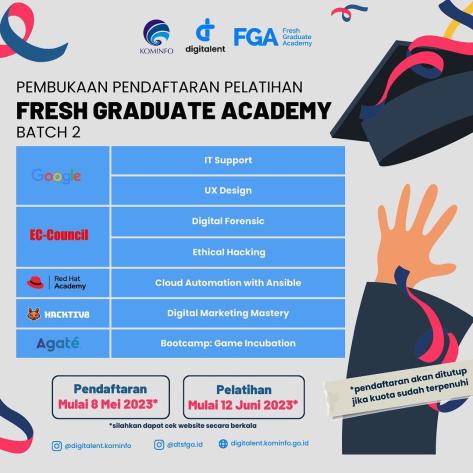 KOMINFO
digitalent
FGA Fresh
Graduate
Academy
PEMBUKAAN PENDAFTARAN PELATIHAN
FRESH GRADUATE ACADEMY
BATCH 2
Google
IT Support
UX Design
EC-Council
Digital Forensic
Ethical Hacking
Red Hat
Academy
Cloud Automation with Ansible
HACKTIV8
Digital Marketing Mastery
Agate
Bootcamp: Game Incubation
Pendaftaran
Mulai 8 Mei 2023*
Pelatihan
Mulai 12 Juni 2023*
*pendaftaran akan ditutup
jika kuota sudah terpenuhi
*silahkan dapat cek website secara berkala
@digitalent.kominfo
@dtsfga.id
digitalent.kominfo.go.id